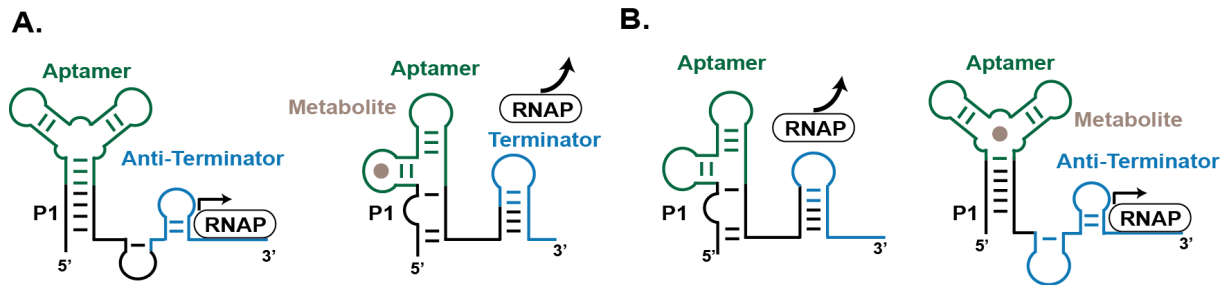 A.
Aptamer
Anti-Terminator
P1
RNAP
5’
3’
Aptamer
Metabolite
RNAP
Terminator
P1
5’
3’
B.
Aptamer
RNAP
Terminator
P1
5’
3’
Aptamer
Metabolite
Anti-Terminator
P1
RNAP
5’
3’